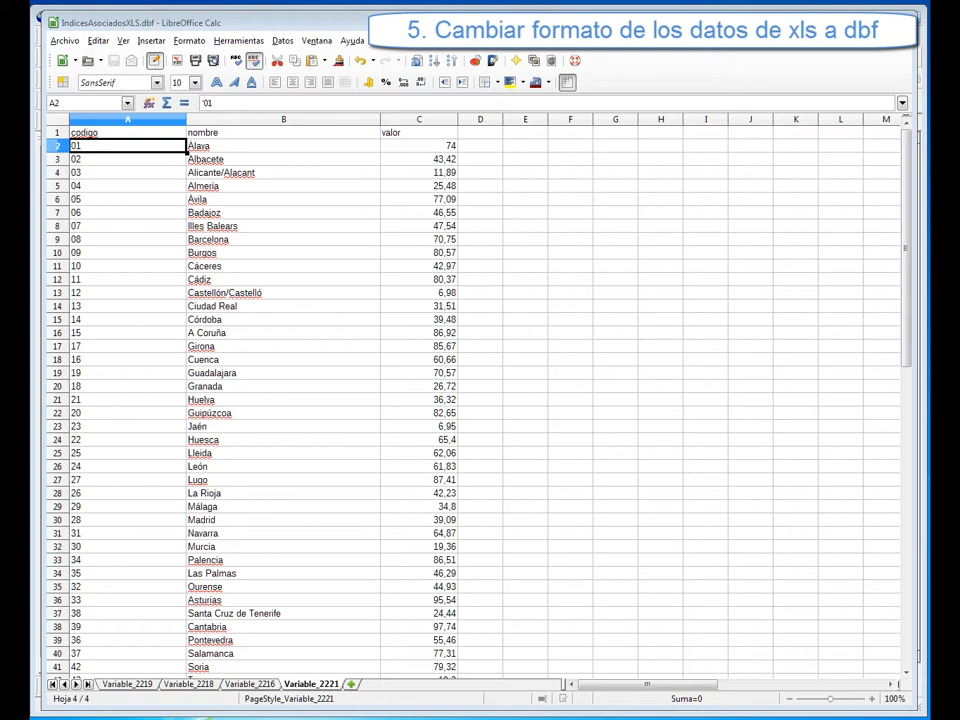 IndicesAsociadosXLS.dbf - LibreOffice Calc
5. Cambiar formato de los datos de xls a dbf
Archivo Editar Ver Insertar Formato Herramientas Datos Ventana Ayuda
SansSerif 10
A2 '01
A B C D E F G H I J K L M
1 codigo nombre valor
2 01 Álava 74
3 02 Albacete 43,42
4 03 Alicante/Alacant 11,89
5 04 Almería 25,48
6 05 Ávila 77,09
7 06 Badajoz 46,55
8 07 Illes Balears 47,54
9 08 Barcelona 70,75
10 09 Burgos 80,57
11 10 Cáceres 42,97
12 11 Cádiz 80,37
13 12 Castellón/Castelló 6,98
14 13 Ciudad Real 31,51
15 14 Córdoba 39,48
16 15 A Coruña 86,92
17 17 Girona 85,67
18 16 Cuenca 60,66
19 19 Guadalajara 70,57
20 18 Granada 26,72
21 21 Huelva 36,32
22 20 Guipúzcoa 82,65
23 23 Jaén 6,95
24 22 Huesca 65,4
25 25 Lleida 62,06
26 24 León 61,83
27 27 Lugo 87,41
28 26 La Rioja 42,23
29 29 Málaga 34,8
30 28 Madrid 39,09
31 31 Navarra 64,87
32 30 Murcia 19,36
33 34 Palencia 86,51
34 35 Las Palmas 46,29
35 32 Ourense 44,93
36 33 Asturias 95,54
37 38 Santa Cruz de Tenerife 24,44
38 39 Cantabria 97,74
39 36 Pontevedra 55,46
40 37 Salamanca 77,31
41 42 Soria 79,32
Variable_2219 Variable_2218 Variable_2216 Variable_2221
Hoja 4 / 4 PageStyle_Variable_2221 Suma=0 100%